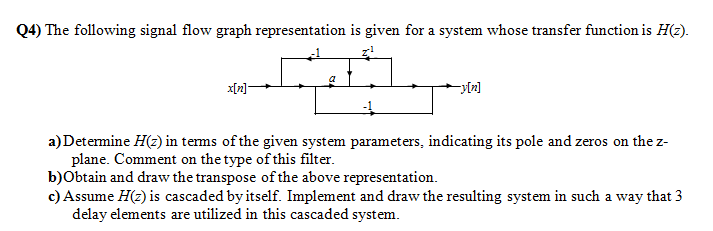 Q4) The following signal flow graph representation is given for a system whose transfer function is H(z).
-1 z-1
a
x[n] y[n]
-1
a) Determine H(z) in terms of the given system parameters, indicating its pole and zeros on the z-
plane. Comment on the type of this filter.
b) Obtain and draw the transpose of the above representation.
c) Assume H(z) is cascaded by itself. Implement and draw the resulting system in such a way that 3
delay elements are utilized in this cascaded system.